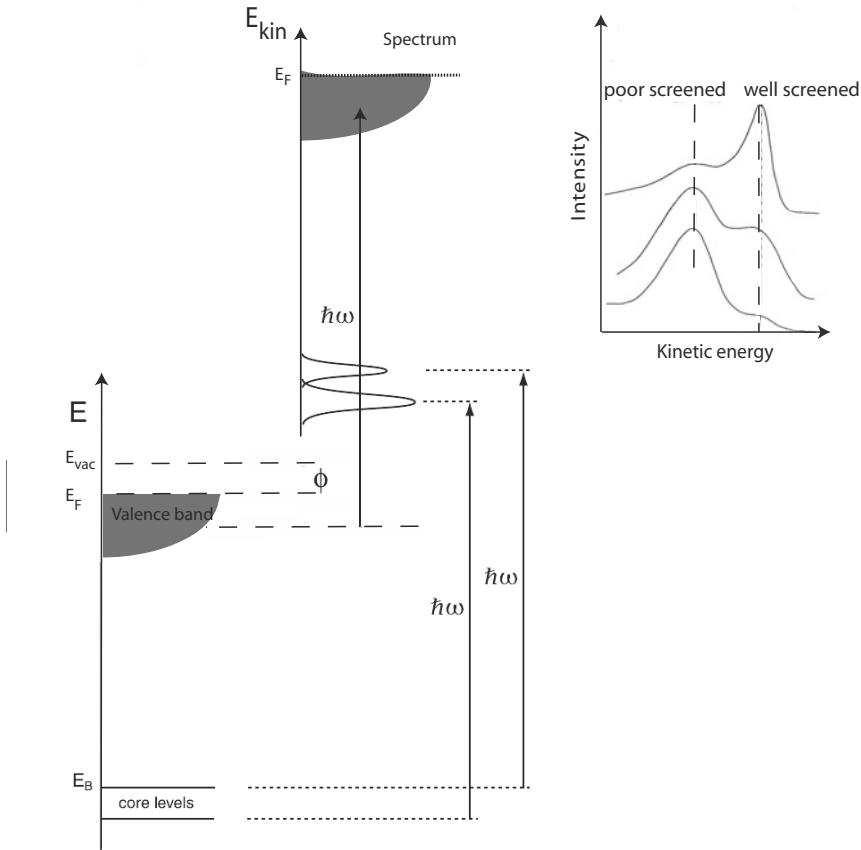 E_kin
Spectrum
E_F
ħω
E
E_vac
ϕ
E_F
Valence band
ħω
ħω
E_B
core levels
poor screened
well screened
Intensity
Kinetic energy